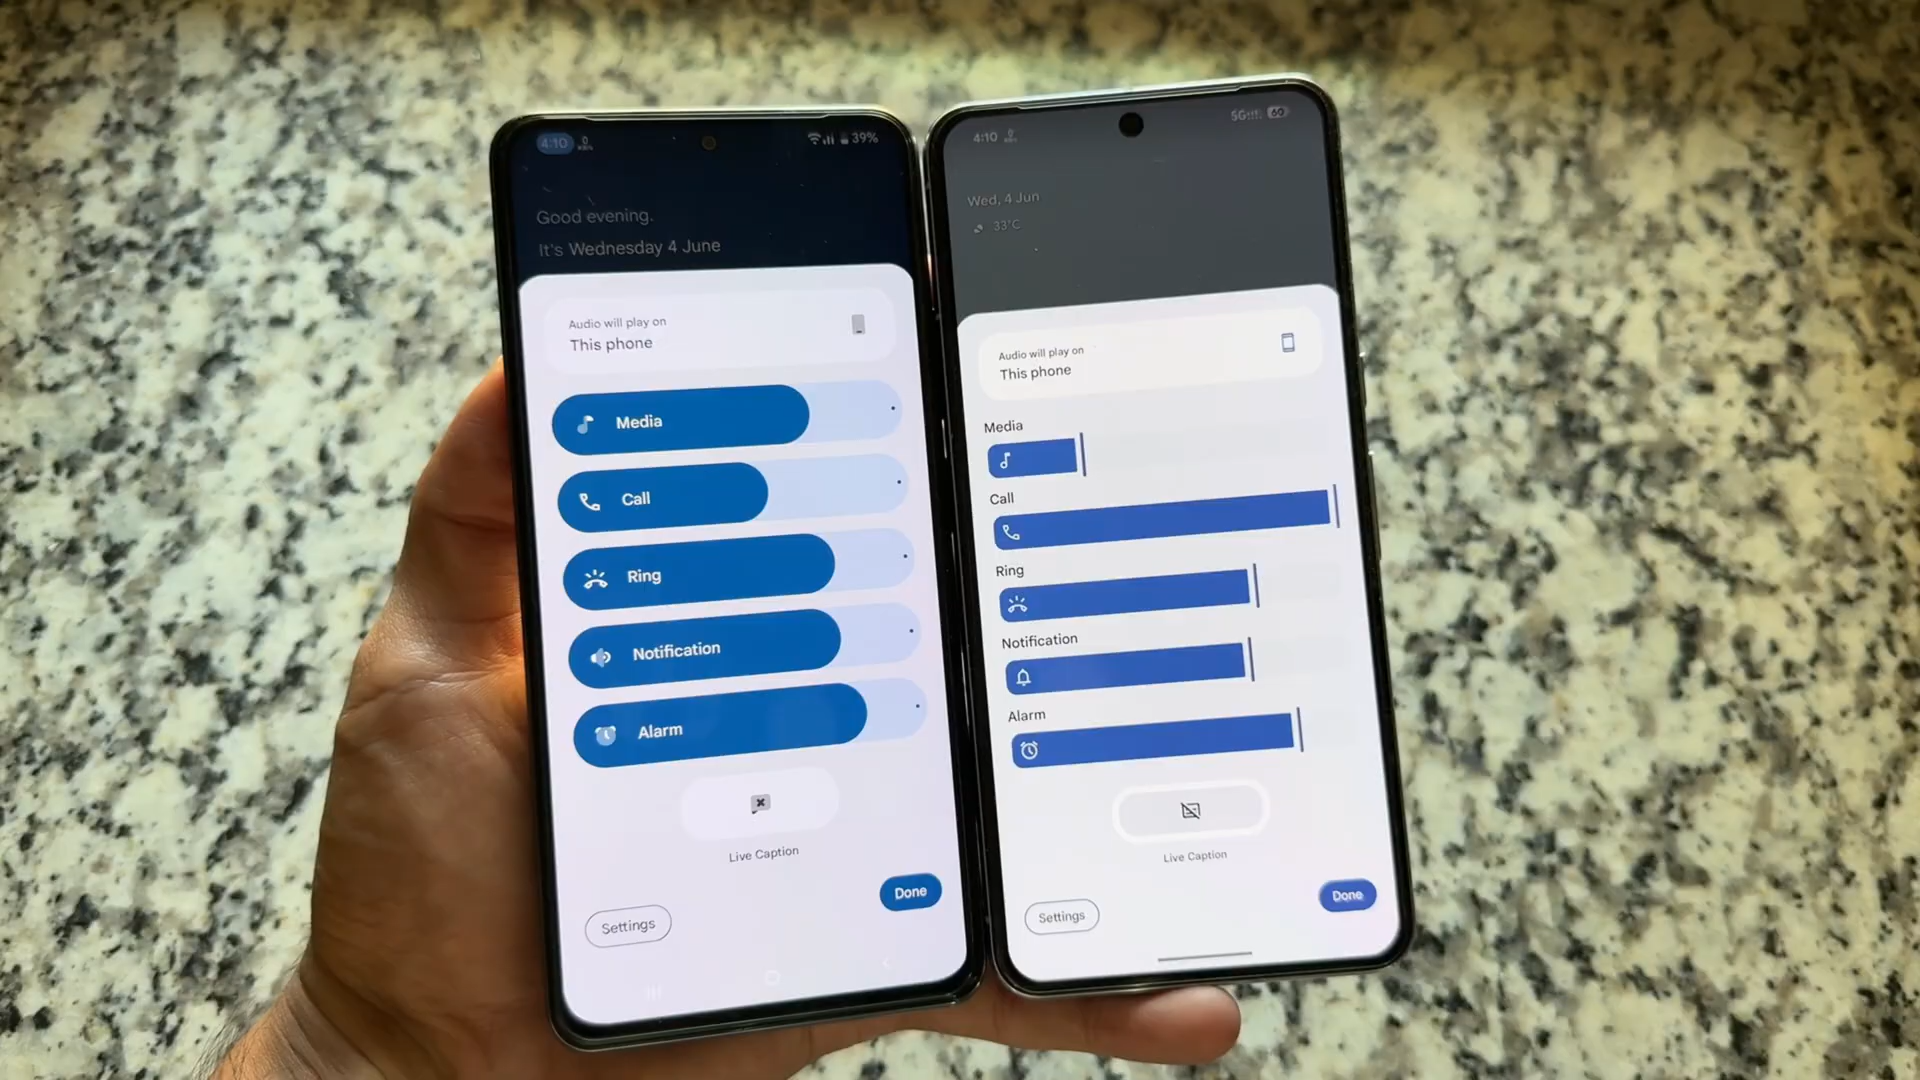 4:10
39%
Good evening.
It's Wednesday 4 June
Audio will play on
This phone
Media
Call
Ring
Notification
Alarm
Live Caption
Done
Settings
4:10
5G 60
Wed, 4 Jun
33°C
Audio will play on
This phone
Media
Call
Ring
Notification
Alarm
Live Caption
Done
Settings